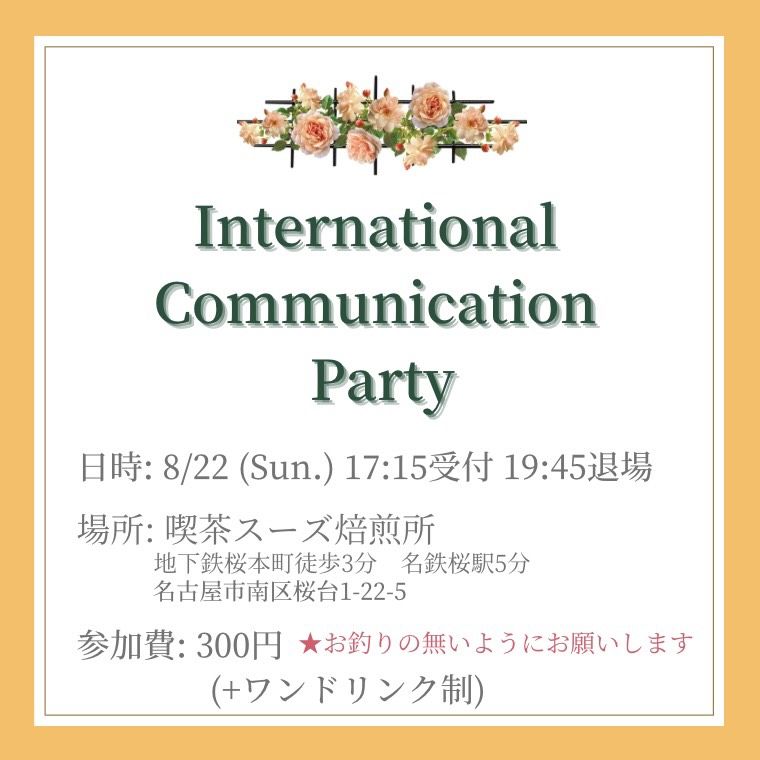 International
Communication
Party
日時: 8/22 (Sun.) 17:15受付 19:45退場
場所: 喫茶スーズ焙煎所
地下鉄桜本町徒歩3分　名鉄桜駅5分
名古屋市南区桜台1-22-5
参加費: 300円 ★お釣りの無いようにお願いします
(+ワンドリンク制)